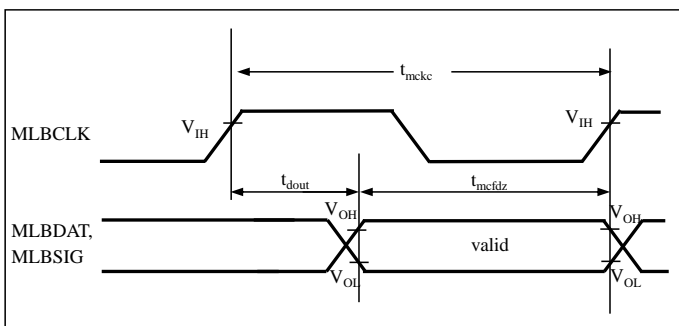 t_mckc
MLBCLK
V_IH
V_IH
t_dout
t_mcfdz
MLBDAT,
MLBSIG
V_OH
V_OH
valid
V_OL
V_OL